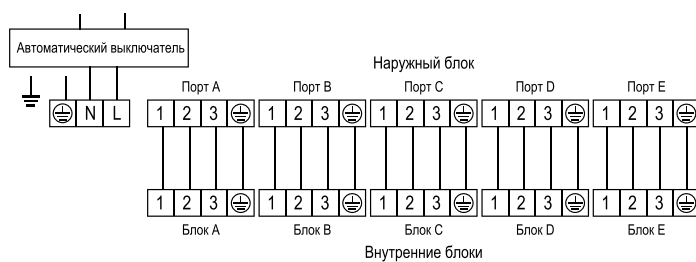 Автоматический выключатель
Наружный блок
Порт A Порт B Порт C Порт D Порт E
N L 1 2 3 1 2 3 1 2 3 1 2 3 1 2 3
1 2 3 1 2 3 1 2 3 1 2 3 1 2 3
Блок A Блок B Блок C Блок D Блок E
Внутренние блоки